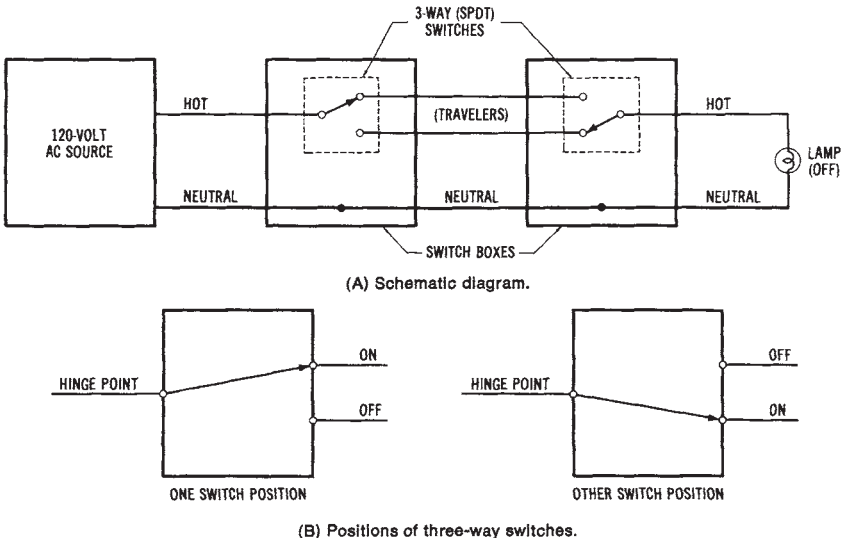 3-WAY (SPDT)
SWITCHES
120-VOLT
AC SOURCE
HOT
(TRAVELERS)
HOT
LAMP
(OFF)
NEUTRAL
NEUTRAL
NEUTRAL
SWITCH BOXES
(A) Schematic diagram.
HINGE POINT
ON
OFF
ONE SWITCH POSITION
HINGE POINT
OFF
ON
OTHER SWITCH POSITION
(B) Positions of three-way switches.